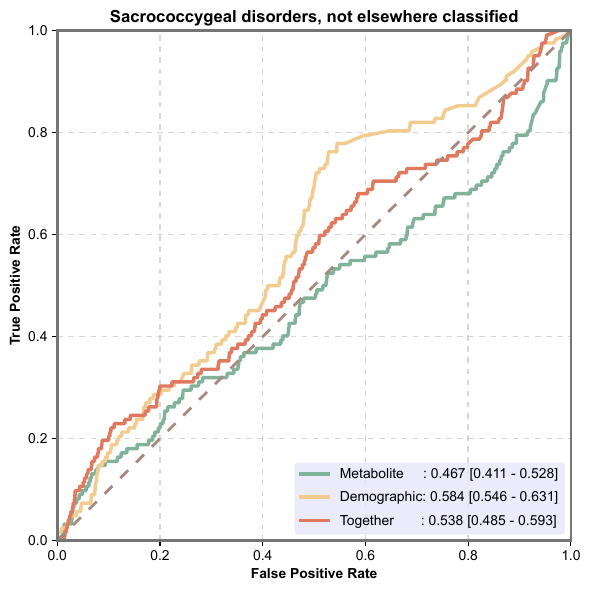 Sacrococcygeal disorders, not elsewhere classified
1.0
0.8
0.6
0.4
0.2
0.0
True Positive Rate
0.0 0.2 0.4 0.6 0.8 1.0
False Positive Rate
Metabolite : 0.467 [0.411 - 0.528]
Demographic: 0.584 [0.546 - 0.631]
Together : 0.538 [0.485 - 0.593]